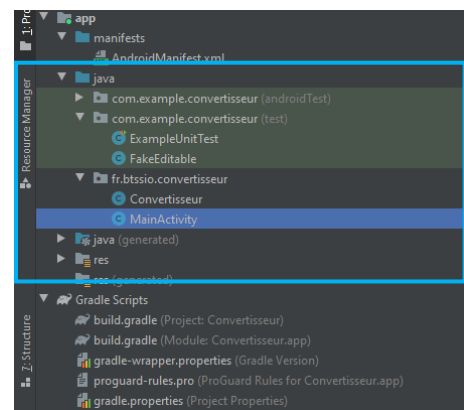 1: Pro
Resource Manager
Z: Structure
app
manifests
AndroidManifest.xml
java
com.example.convertisseur (androidTest)
com.example.convertisseur (test)
ExampleUnitTest
FakeEditable
fr.btssio.convertisseur
Convertisseur
MainActivity
java (generated)
res
res (generated)
Gradle Scripts
build.gradle (Project: Convertisseur)
build.gradle (Module: Convertisseur.app)
gradle-wrapper.properties (Gradle Version)
proguard-rules.pro (ProGuard Rules for Convertisseur.app)
gradle.properties (Project Properties)